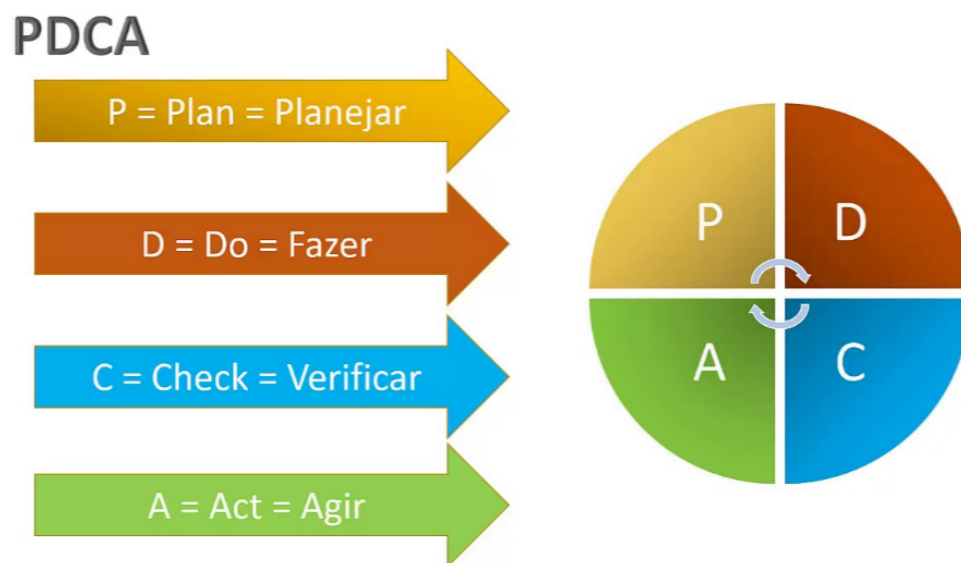 PDCA
P = Plan = Planejar
D = Do = Fazer
C = Check = Verificar
A = Act = Agir
P
D
A
C